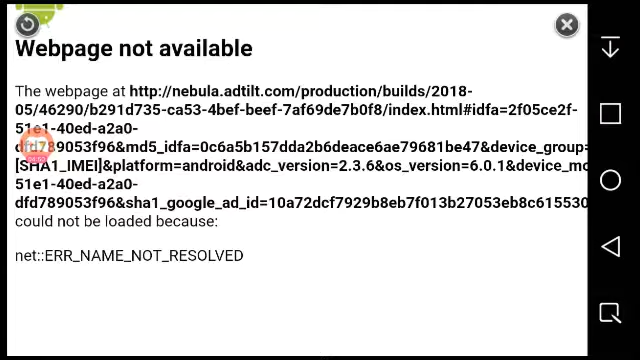 Webpage not available
The webpage at http://nebula.adtilt.com/production/builds/2018-
05/46290/b291d735-ca53-4bef-beef-7af69de7b0f8/index.html#idfa=2f05ce2f-
51e1-40ed-a2a0-
dfd789053f96&md5_idfa=0c6a5b157dda2b6deace6ae79681be47&device_group=
[SHA1_IMEI]&platform=android&adc_version=2.3.6&os_version=6.0.1&device_mo
51e1-40ed-a2a0-
dfd789053f96&sha1_google_ad_id=10a72dcf7929b8eb7f013b27053eb8c615530
could not be loaded because:
net::ERR_NAME_NOT_RESOLVED